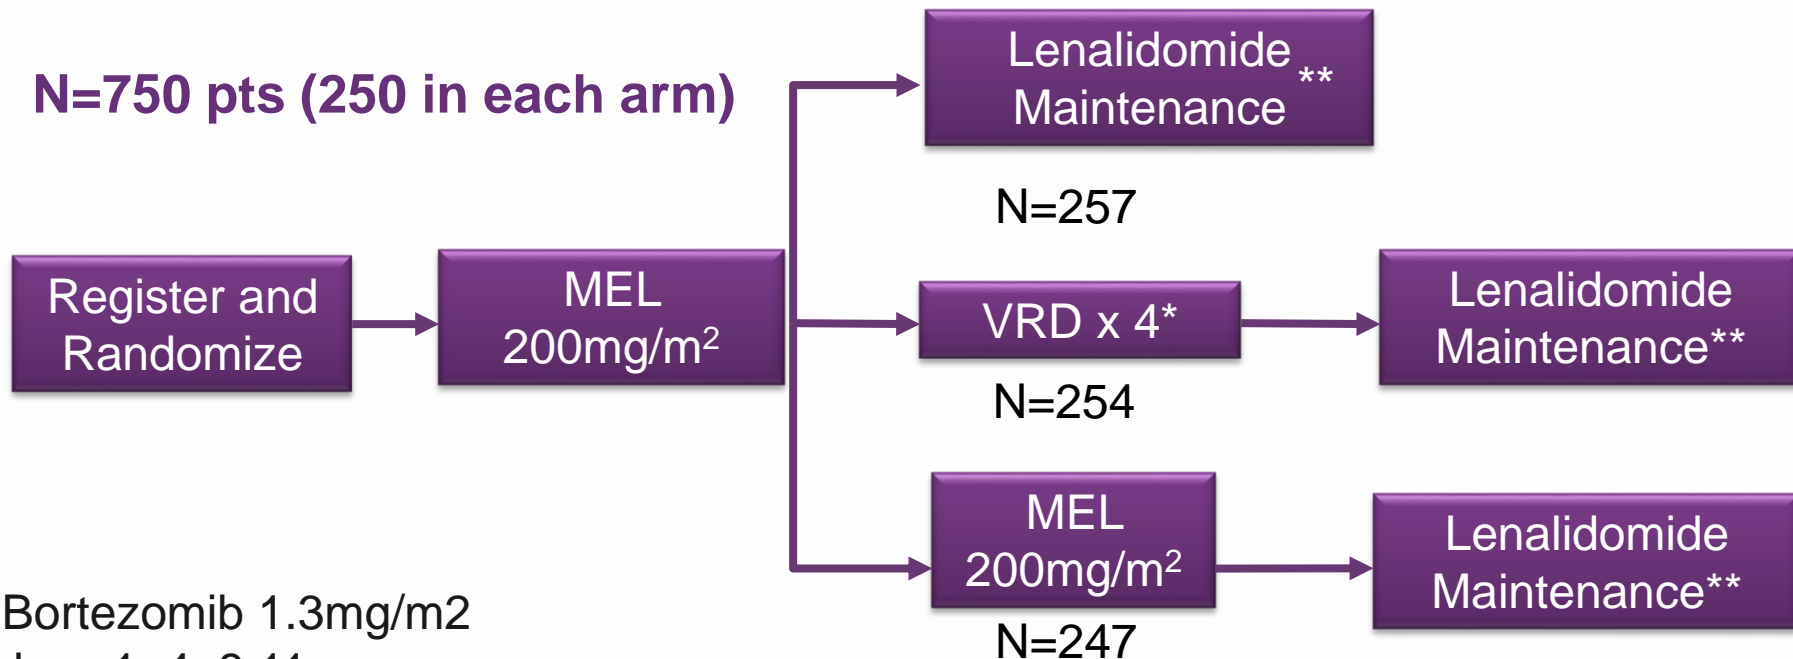 N=750 pts (250 in each arm)
Lenalidomide
Maintenance **
N=257
Register and
Randomize
MEL
200mg/m²
VRD x 4*
N=254
Lenalidomide
Maintenance**
MEL
200mg/m²
N=247
Lenalidomide
Maintenance**
Bortezomib 1.3mg/m2